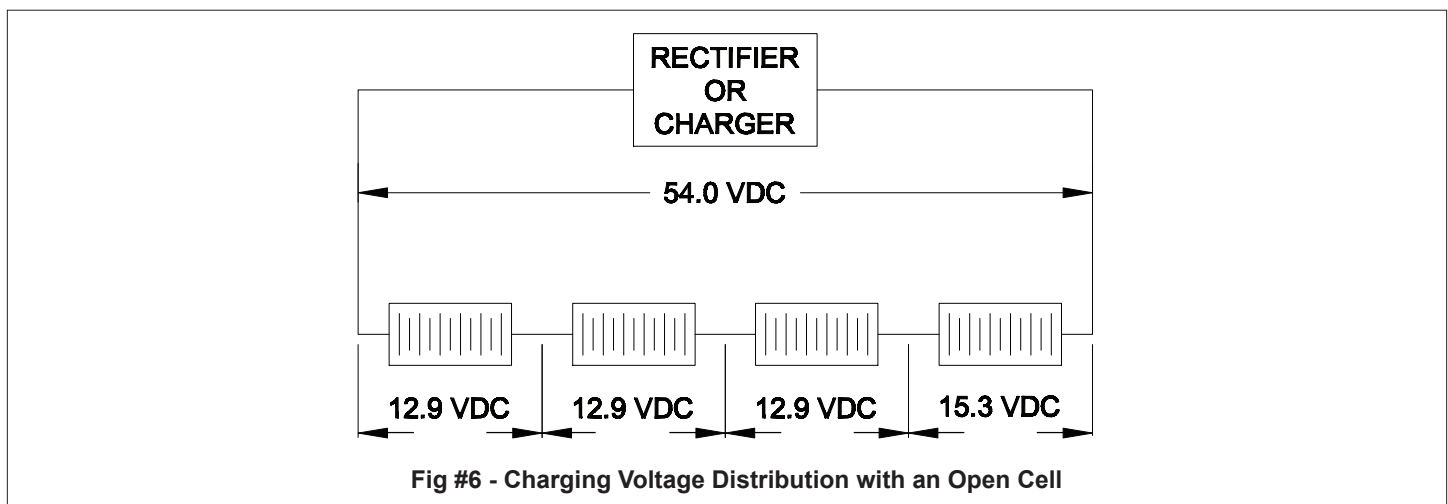 RECTIFIER
OR
CHARGER
54.0 VDC
12.9 VDC 12.9 VDC 12.9 VDC 15.3 VDC
Fig #6 - Charging Voltage Distribution with an Open Cell